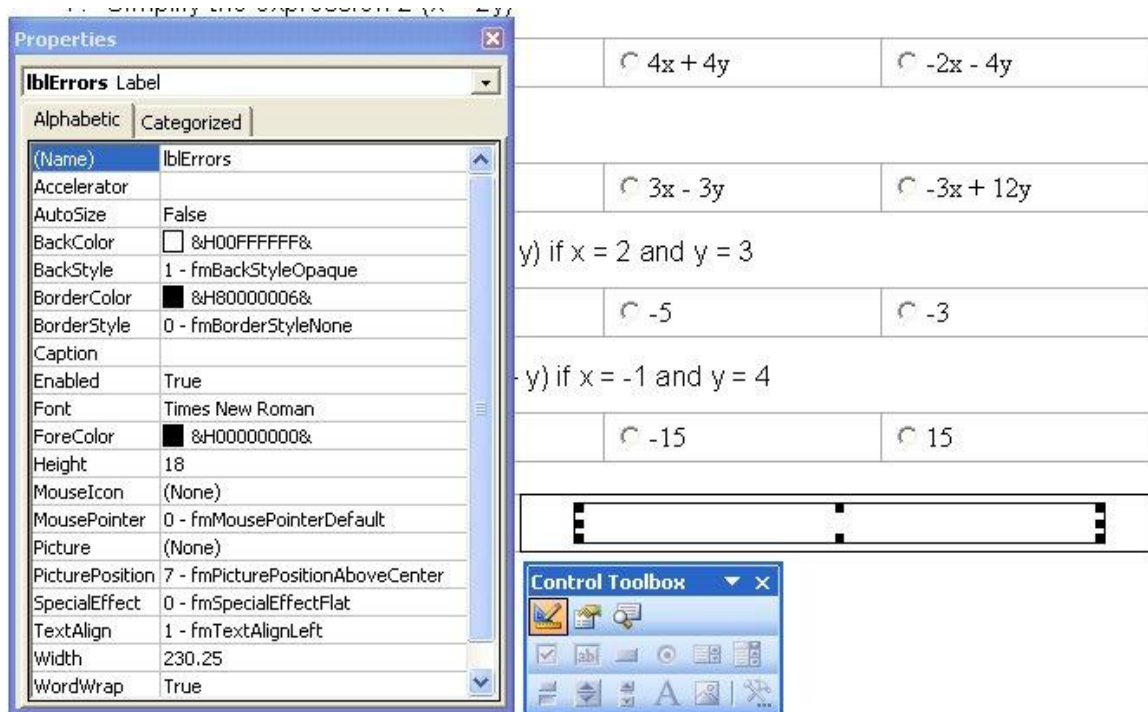 Properties
lblErrors Label
Alphabetic Categorized
(Name) lblErrors
Accelerator
AutoSize False
BackColor &H00FFFFFF&
BackStyle 1 - fmBackStyleOpaque
BorderColor &H80000006&
BorderStyle 0 - fmBorderStyleNone
Caption
Enabled True
Font Times New Roman
ForeColor &H00000000&
Height 18
MouseIcon (None)
MousePointer 0 - fmMousePointerDefault
Picture (None)
PicturePosition 7 - fmPicturePositionAboveCenter
SpecialEffect 0 - fmSpecialEffectFlat
TextAlign 1 - fmTextAlignLeft
Width 230.25
WordWrap True
4x + 4y -2x - 4y
3x - 3y -3x + 12y
y) if x = 2 and y = 3
-5 -3
- y) if x = -1 and y = 4
-15 15
Control Toolbox
ab
A